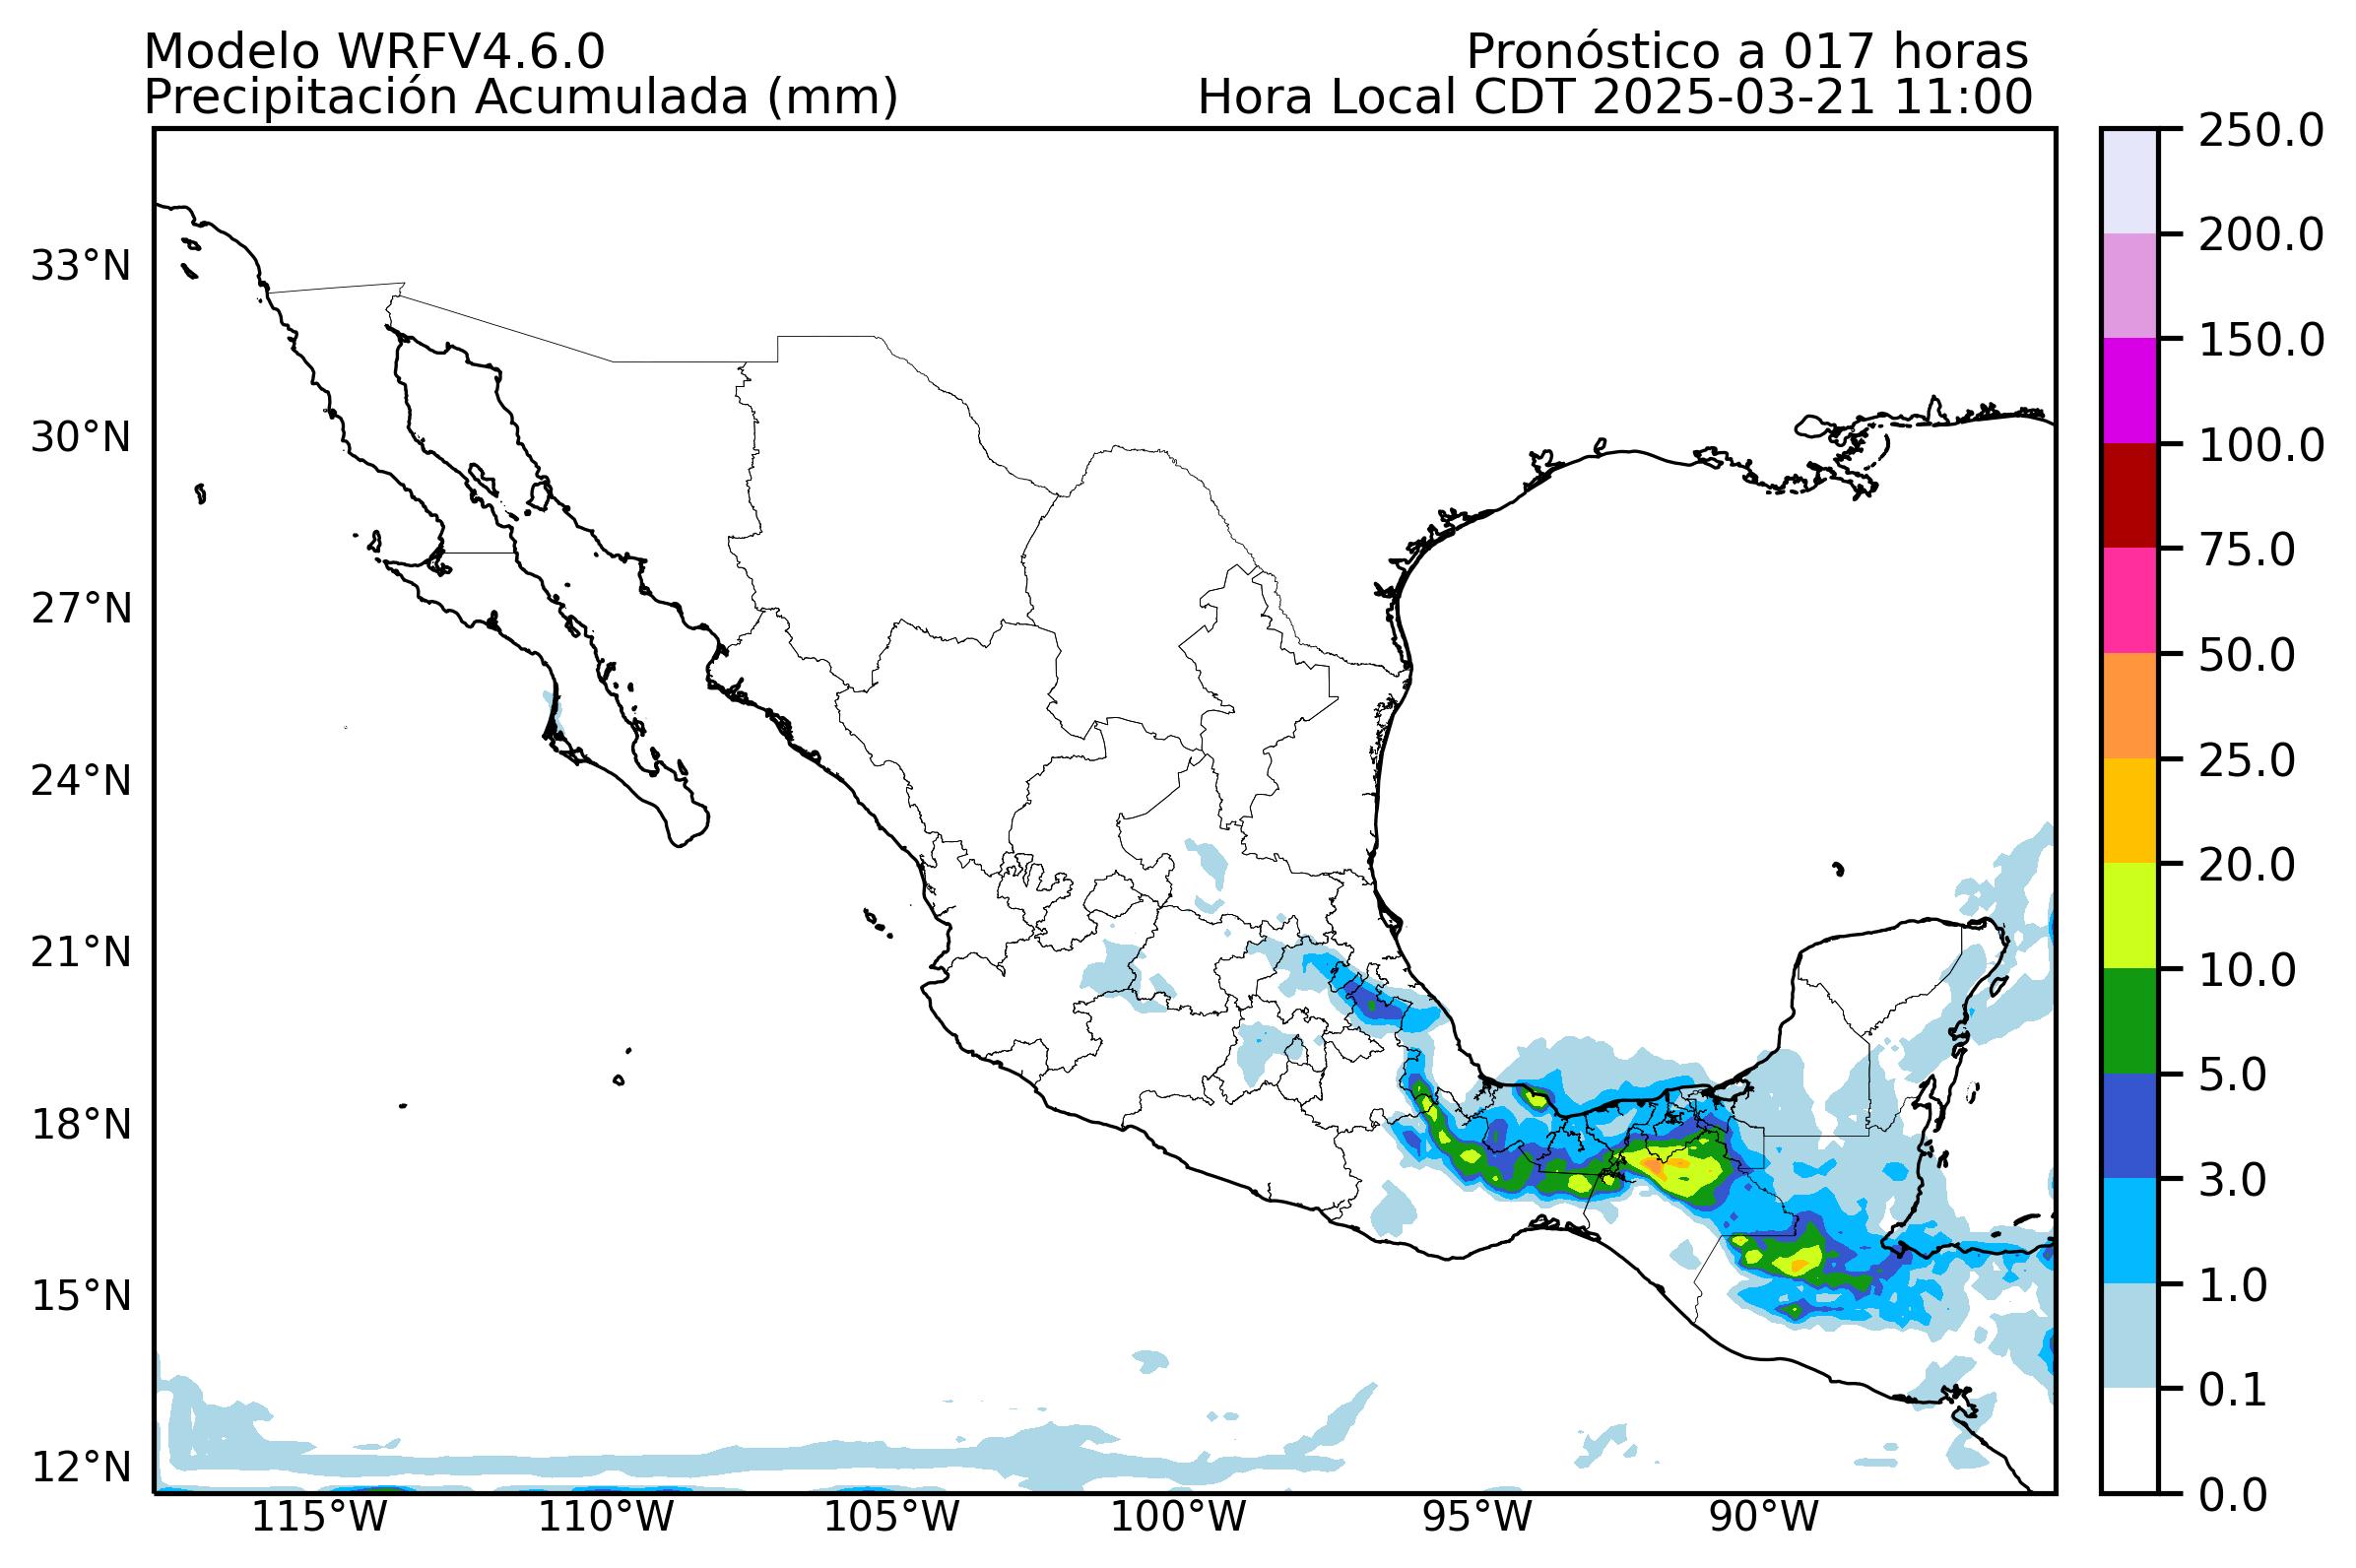 Modelo WRFV4.6.0
Pronóstico a 017 horas
Precipitación Acumulada (mm)
Hora Local CDT 2025-03-21 11:00
33°N
30°N
27°N
24°N
21°N
18°N
15°N
12°N
115°W
110°W
105°W
100°W
95°W
90°W
250.0
200.0
150.0
100.0
75.0
50.0
25.0
20.0
10.0
5.0
3.0
1.0
0.1
0.0